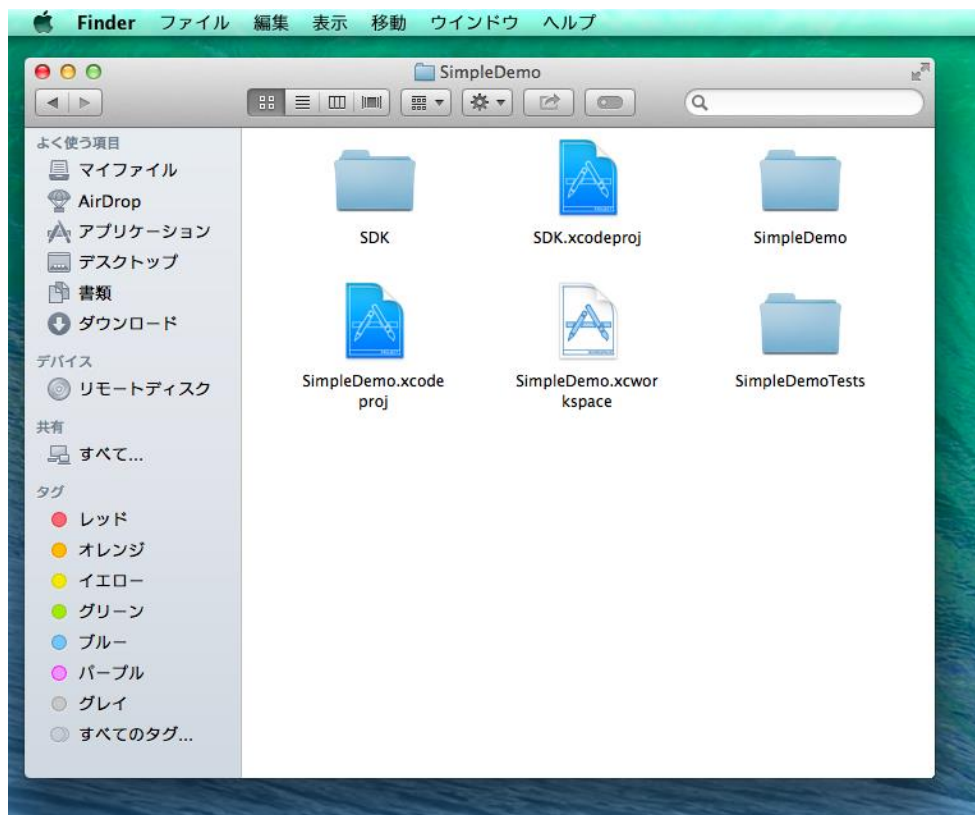 Finder ファイル 編集 表示 移動 ウインドウ ヘルプ
SimpleDemo
よく使う項目
マイファイル
AirDrop
アプリケーション
デスクトップ
書類
ダウンロード
デバイス
リモートディスク
共有
すべて...
タグ
レッド
オレンジ
イエロー
グリーン
ブルー
パープル
グレイ
すべてのタグ...
SDK
SDK.xcodeproj
SimpleDemo
SimpleDemo.xcode
proj
SimpleDemo.xcwor
kspace
SimpleDemoTests